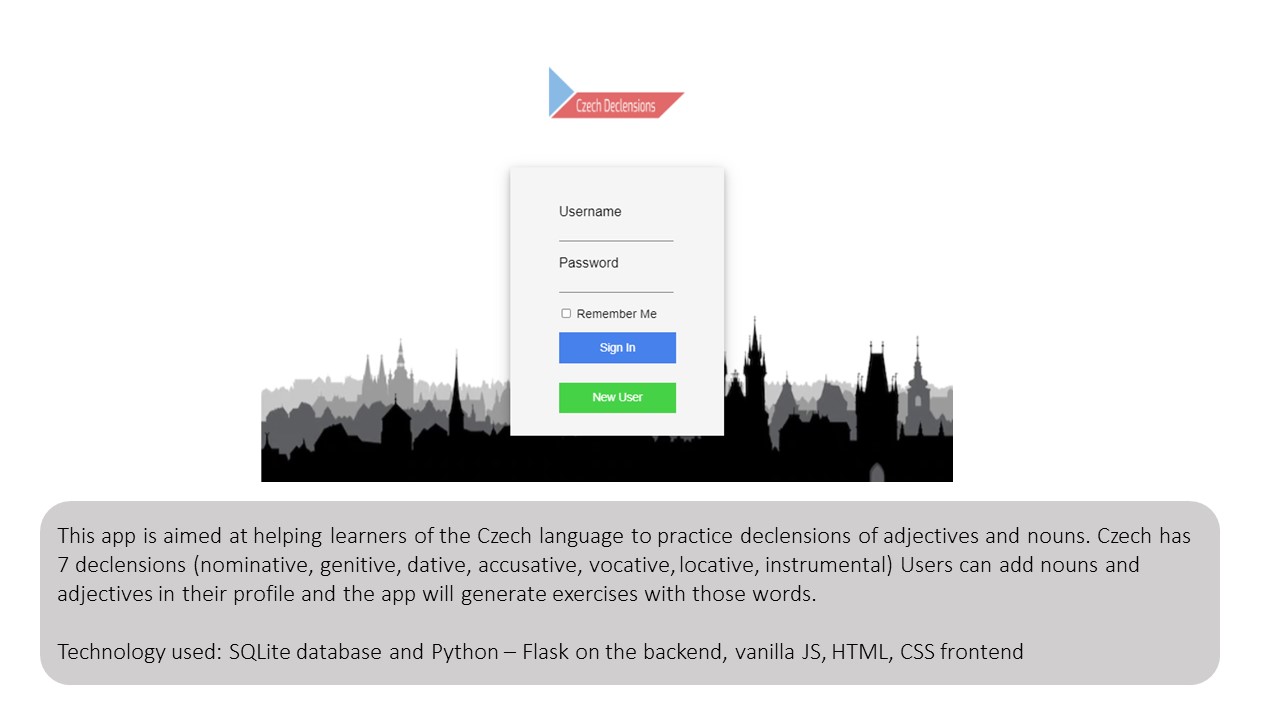 Czech Declensions
Username
Password
Remember Me
Sign In
New User
This app is aimed at helping learners of the Czech language to practice declensions of adjectives and nouns. Czech has
7 declensions (nominative, genitive, dative, accusative, vocative, locative, instrumental) Users can add nouns and
adjectives in their profile and the app will generate exercises with those words.
Technology used: SQLite database and Python – Flask on the backend, vanilla JS, HTML, CSS frontend